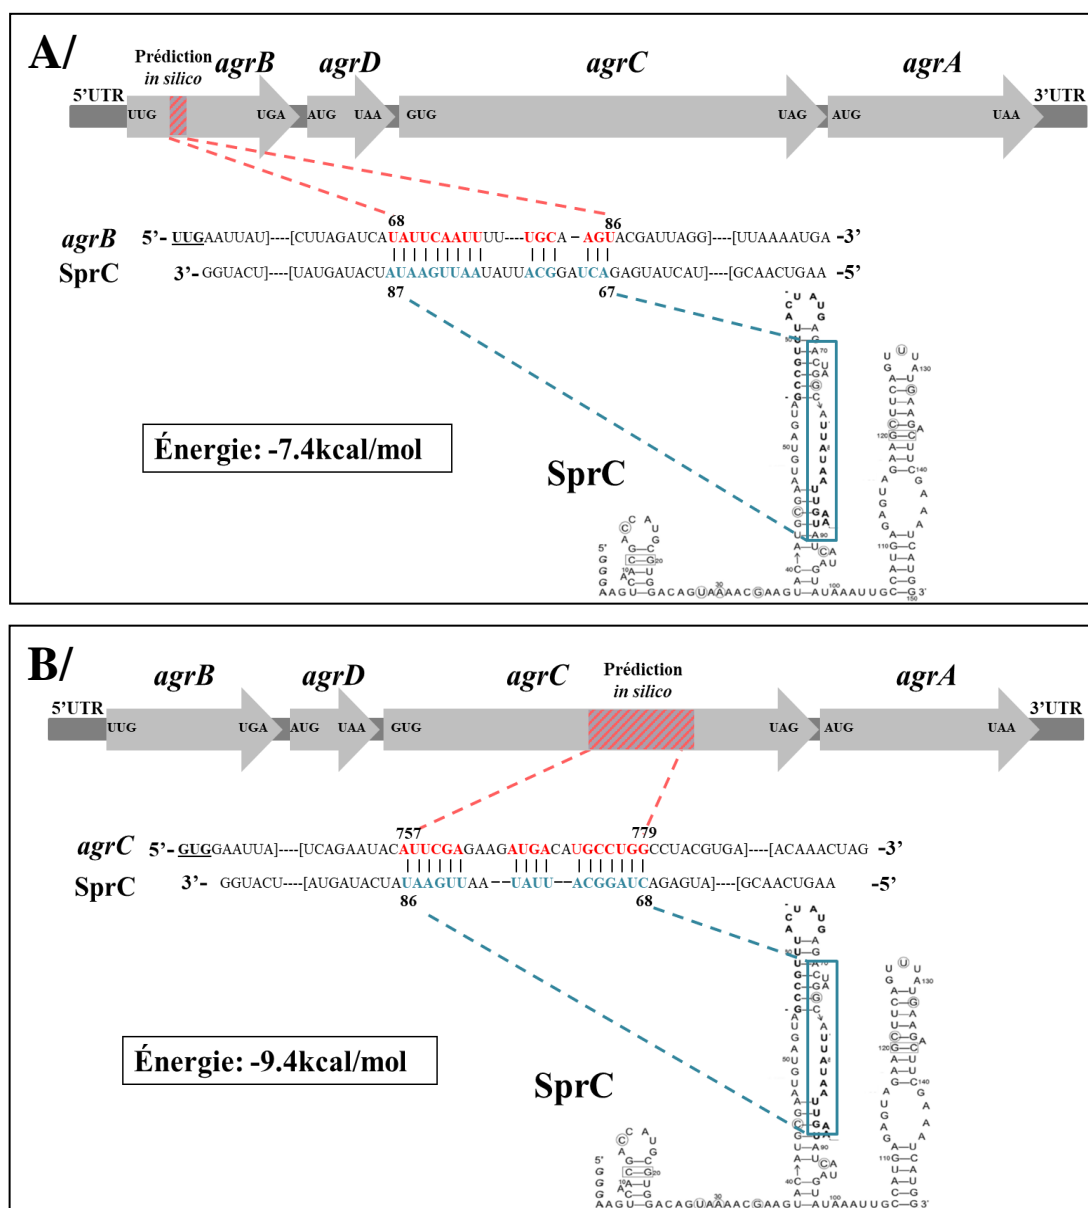 A/
Prédiction
in silico
agrB agrD agrC agrA
5’UTR 3’UTR
UUG UGA AUG UAA GUG UAG AUG UAA
68 86
agrB 5’- UUGAAUUAU]----[CUUAGAUCAUAUUCAAUUUU----UGCA – AGUACGAUUAGG]----[UUAAAAUGA -3’
SprC 3’- GGUACU]----[UAUGAUACUAUAAGUUAAUAUUACGGAUCAGAGUAUCAU]----[GCAACUGAA -5’
87 67
Énergie: -7.4kcal/mol
SprC
B/
Prédiction
in silico
agrB agrD agrC agrA
5’UTR 3’UTR
UUG UGA AUG UAA GUG UAG AUG UAA
757 779
agrC 5’- GUGGAAUUA]----[UCAGAAUACAUUCGAGAAGAUGACAUGCCUGGCCUACGUGA]----[ACAAACUAG -3’
SprC 3’- GGUACU----[AUGAUACUAUAAGUUAA – – UAUU – ACGGAUCAGAGUA]----[GCAACUGAA -5’
86 68
Énergie: -9.4kcal/mol
SprC